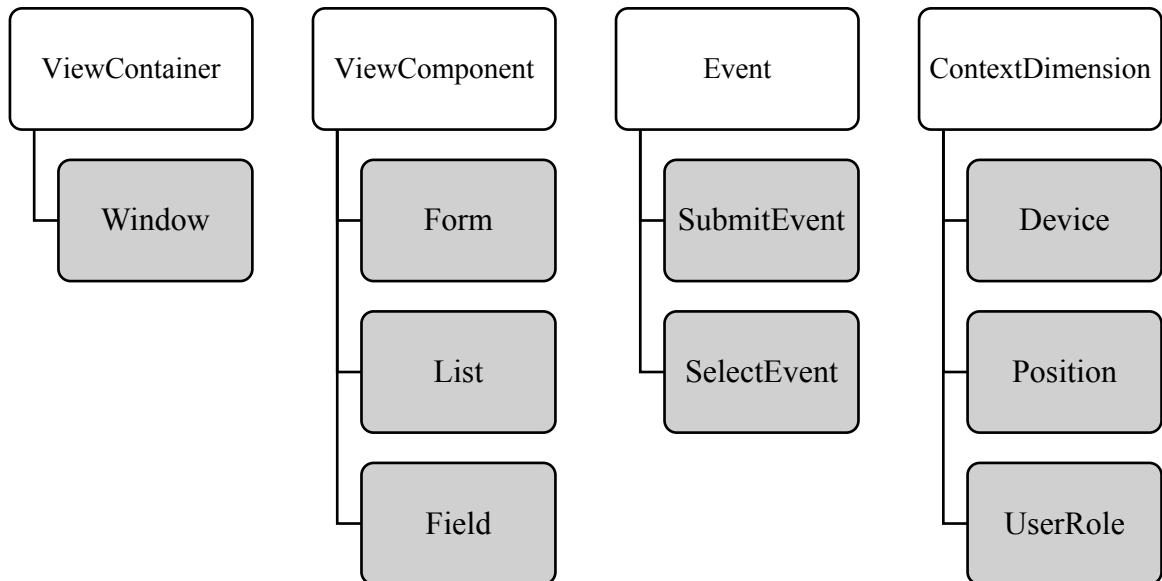 ViewContainer
Window
ViewComponent
Form
List
Field
Event
SubmitEvent
SelectEvent
ContextDimension
Device
Position
UserRole